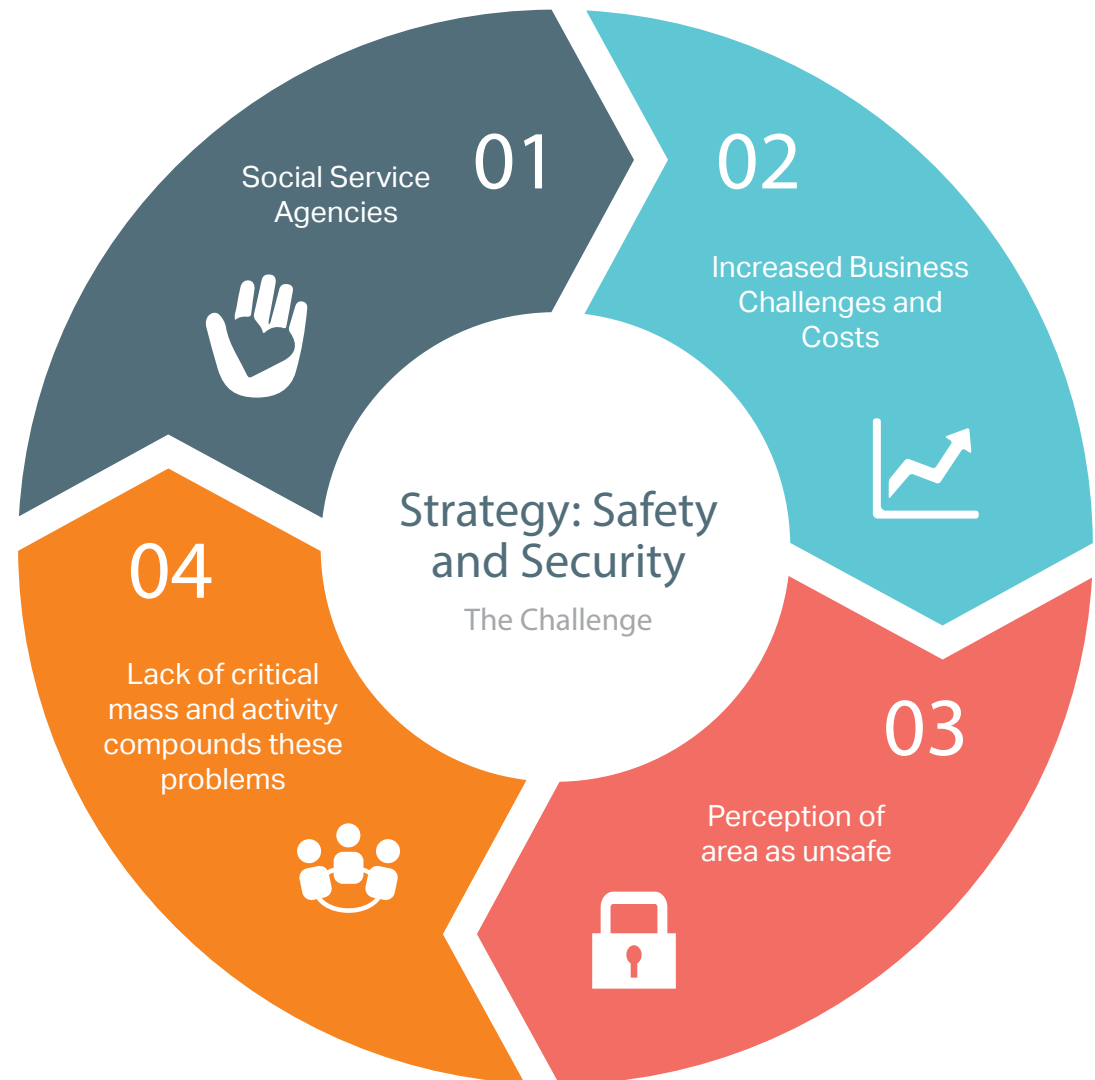 01
Social Service
Agencies
02
Increased Business
Challenges and
Costs
03
Perception of
area as unsafe
04
Lack of critical
mass and activity
compounds these
problems
Strategy: Safety
and Security
The Challenge